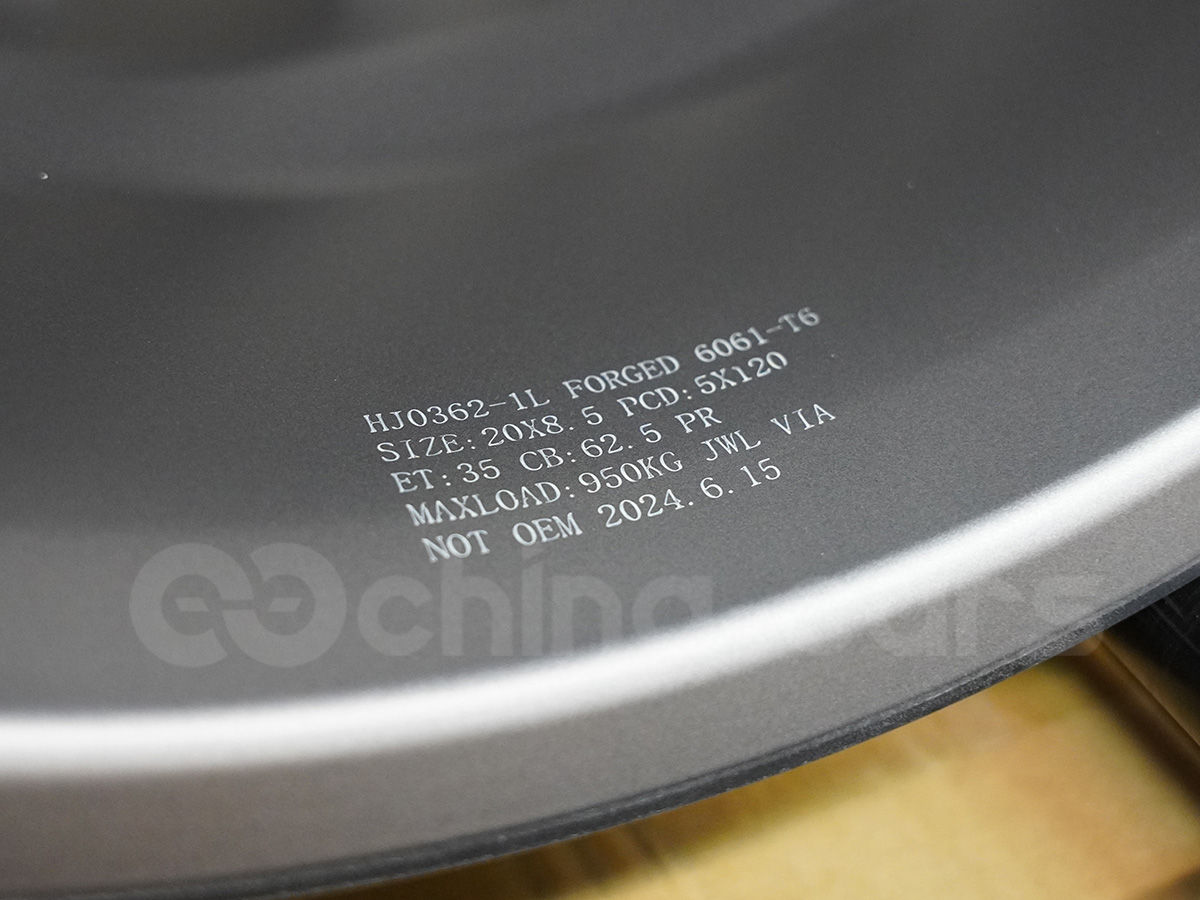 HJ0362-1L FORGED 6061-T6
SIZE:20X8.5 PCD:5X120
ET:35 CB:62.5 PR
MAXLOAD:950KG JWL VIA
NOT OEM 2024.6.15
chinacars